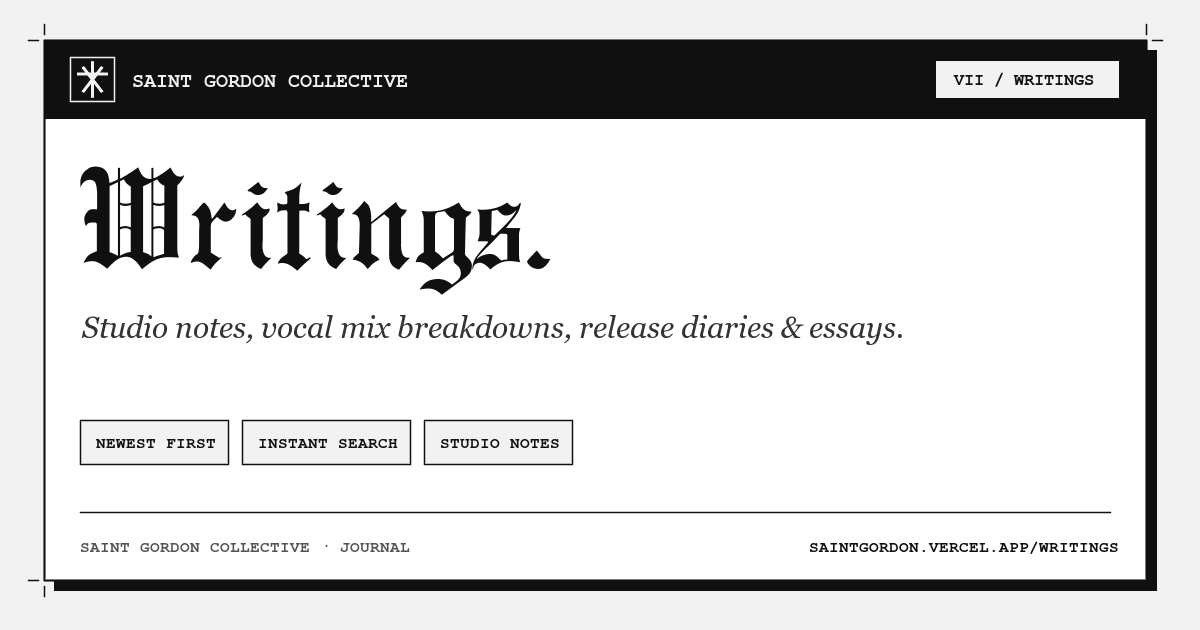 SAINT GORDON COLLECTIVE
VII / WRITINGS
Writings.
Studio notes, vocal mix breakdowns, release diaries & essays.
NEWEST FIRST
INSTANT SEARCH
STUDIO NOTES
SAINT GORDON COLLECTIVE · JOURNAL
SAINTGORDON.VERCEL.APP/WRITINGS